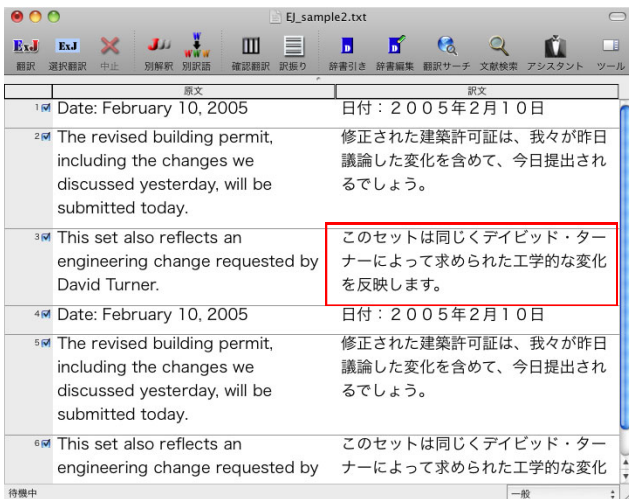 EJ_sample2.txt
ExJ ExJ
翻訳 選択翻訳 中止 別解釈 別訳語 確認翻訳 訳振り 辞書引き 辞書編集 翻訳サーチ 文献検索 アシスタント ツール
原文 訳文
1 Date: February 10, 2005 日付：２００５年２月１０日
2 The revised building permit, 修正された建築許可証は、我々が昨日
including the changes we 議論した変化を含めて、今日提出され
discussed yesterday, will be るでしょう。
submitted today.
3 This set also reflects an このセットは同じくデイビッド・ター
engineering change requested by ナーによって求められた工学的な変化
David Turner. を反映します。
4 Date: February 10, 2005 日付：２００５年２月１０日
5 The revised building permit, 修正された建築許可証は、我々が昨日
including the changes we 議論した変化を含めて、今日提出され
discussed yesterday, will be るでしょう。
submitted today.
6 This set also reflects an このセットは同じくデイビッド・ター
engineering change requested by ナーによって求められた工学的な変化
待機中 一般